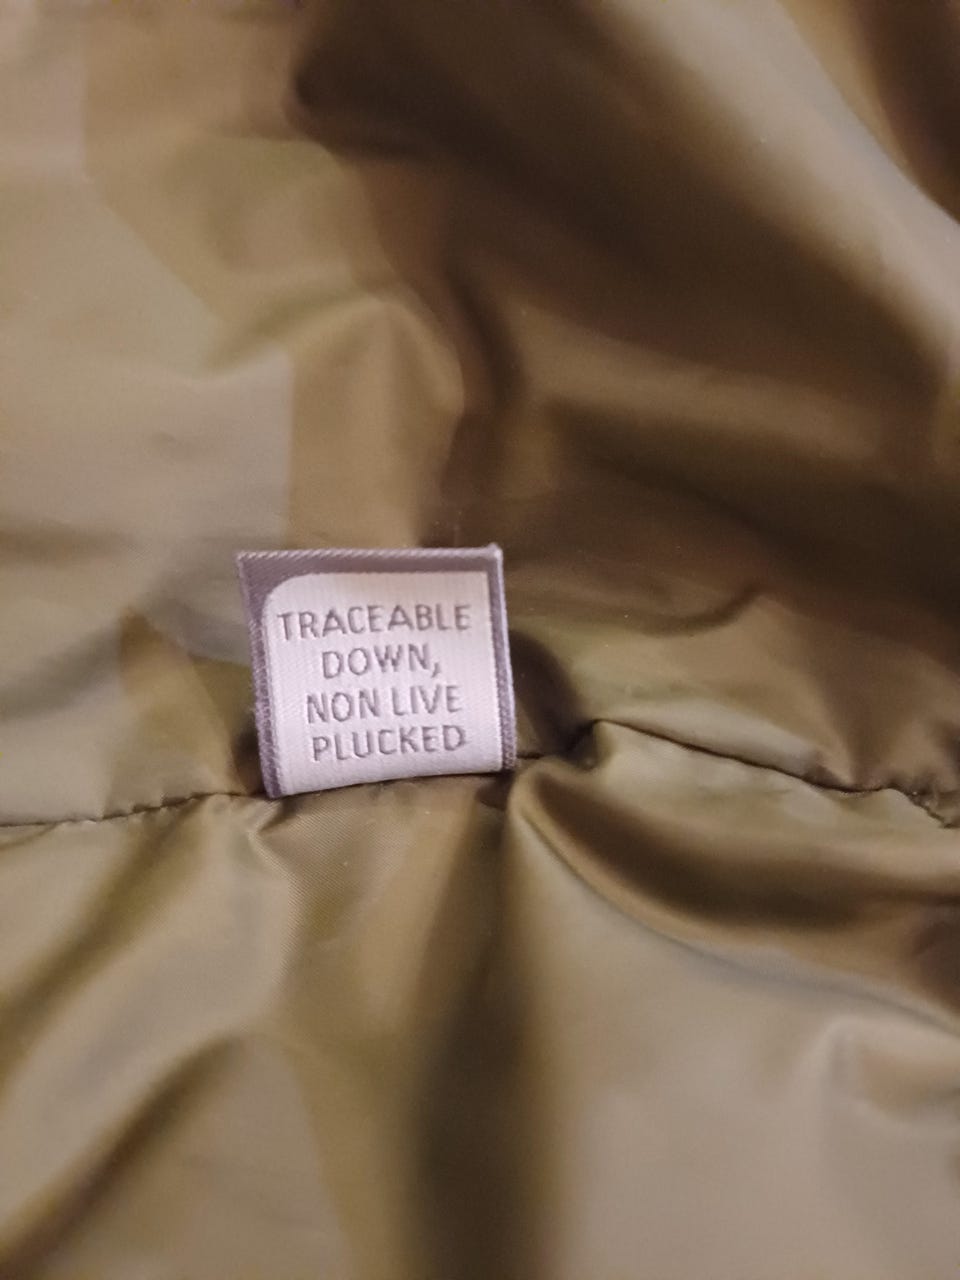 TRACEABLE
DOWN,
NON LIVE
PLUCKED